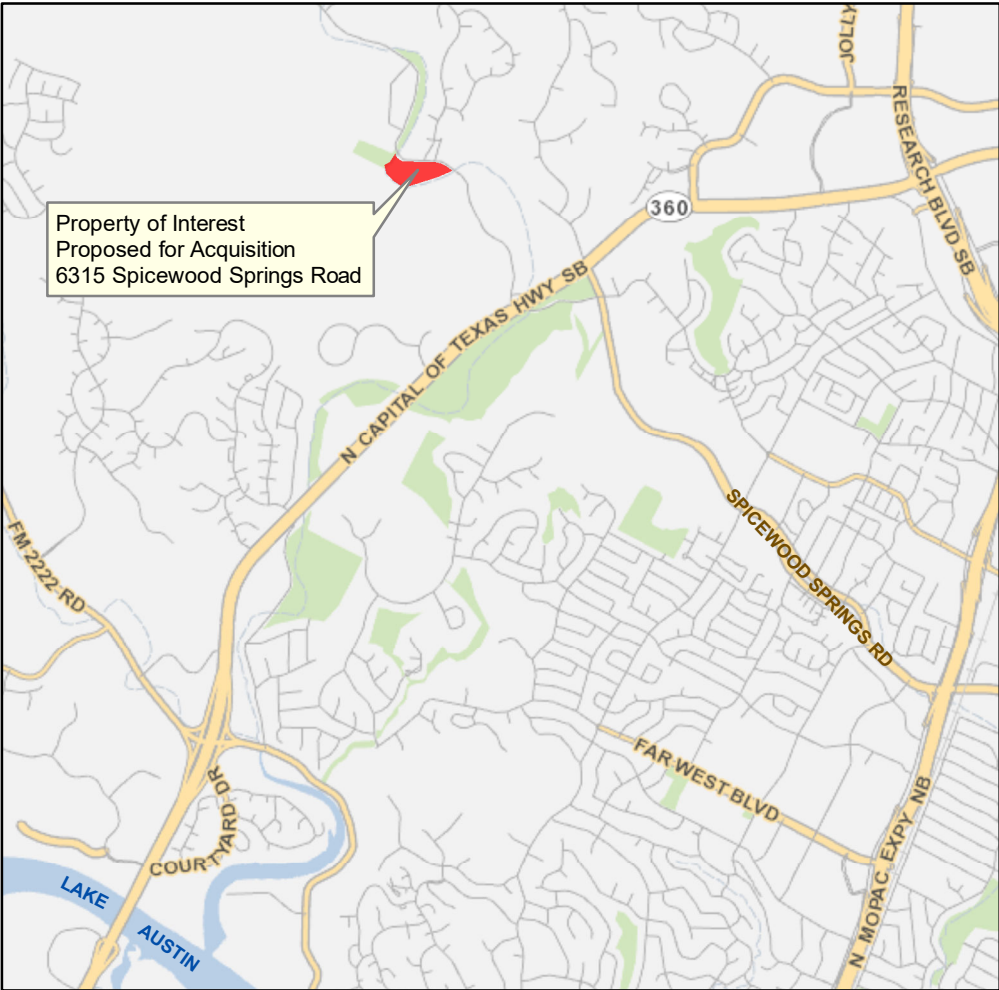 JOLLY
RESEARCH BLVD SB
Property of Interest
Proposed for Acquisition
6315 Spicewood Springs Road
360
N CAPITAL OF TEXAS HWY SB
SPICEWOOD SPRINGS RD
FM 2222 RD
FAR WEST BLVD
COURTYARD DR
N MOPAC EXPY NB
LAKE
AUSTIN